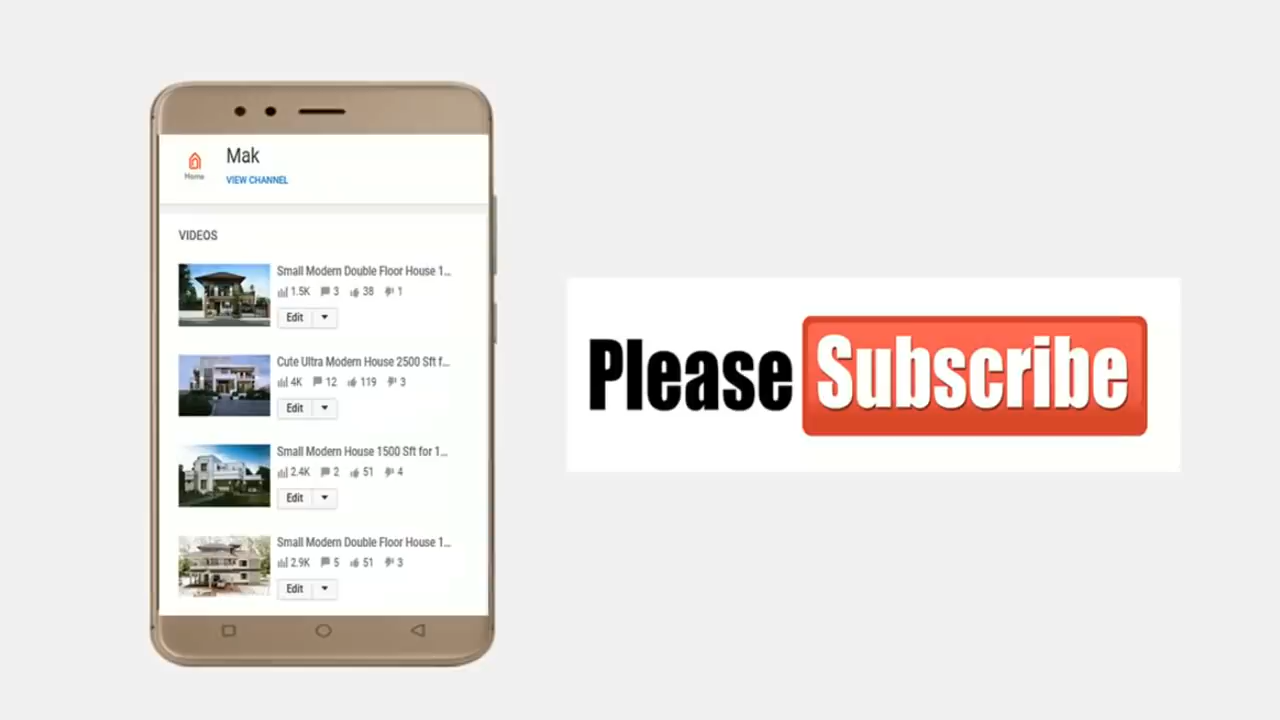 Mak
Home
VIEW CHANNEL
VIDEOS
Small Modern Double Floor House 1...
1.5K 3 38 1
Edit
Cute Ultra Modern House 2500 Sft f...
4K 12 119 3
Edit
Small Modern House 1500 Sft for 1...
2.4K 2 51 4
Edit
Small Modern Double Floor House 1...
2.9K 5 51 3
Edit
Please Subscribe